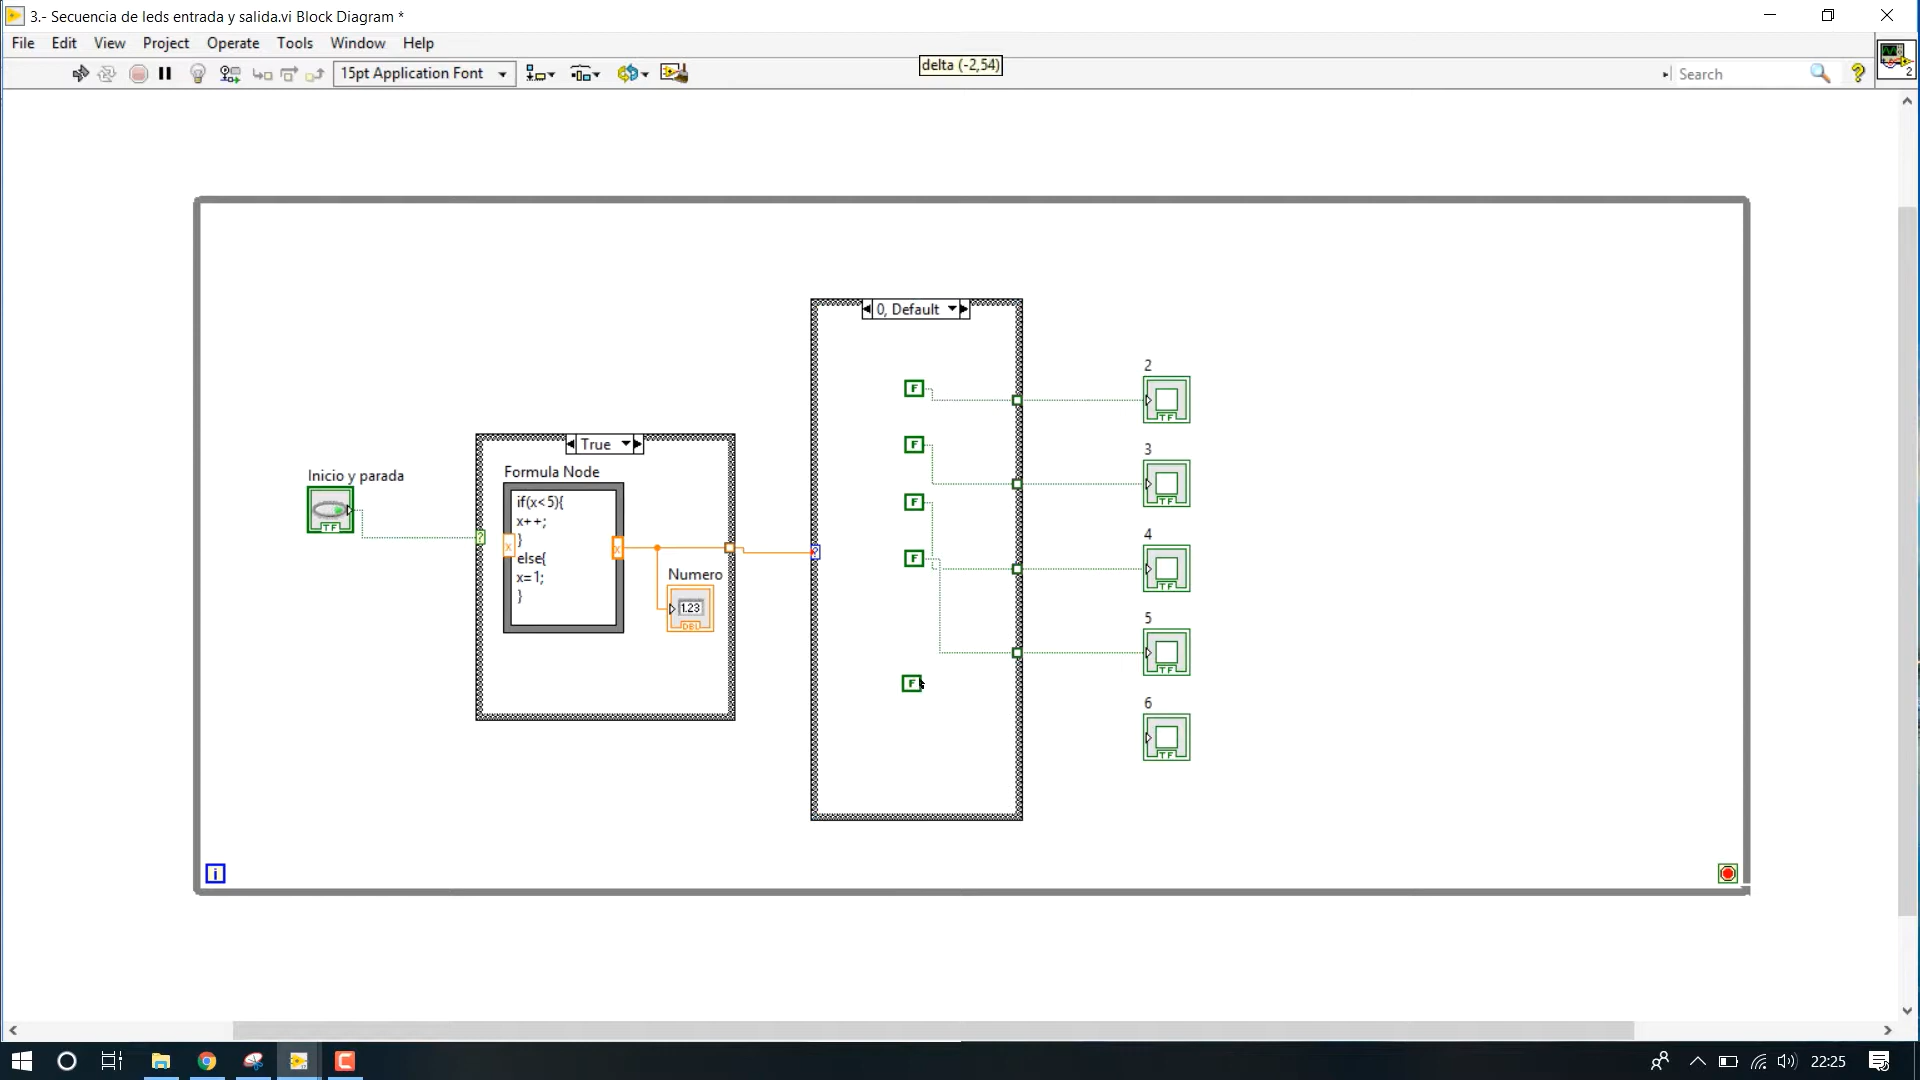 3.- Secuencia de leds entrada y salida.vi Block Diagram *
File Edit View Project Operate Tools Window Help
15pt Application Font
delta (-2,54)
Search
2
0, Default
F
2
TF
F
3
TF
True
Formula Node
Inicio y parada
TF
if(x<5){
x++;
}
else{
x=1;
}
x
x
?
?
Numero
1.23
DBL
F
F
4
TF
5
TF
F
6
TF
i
22:25